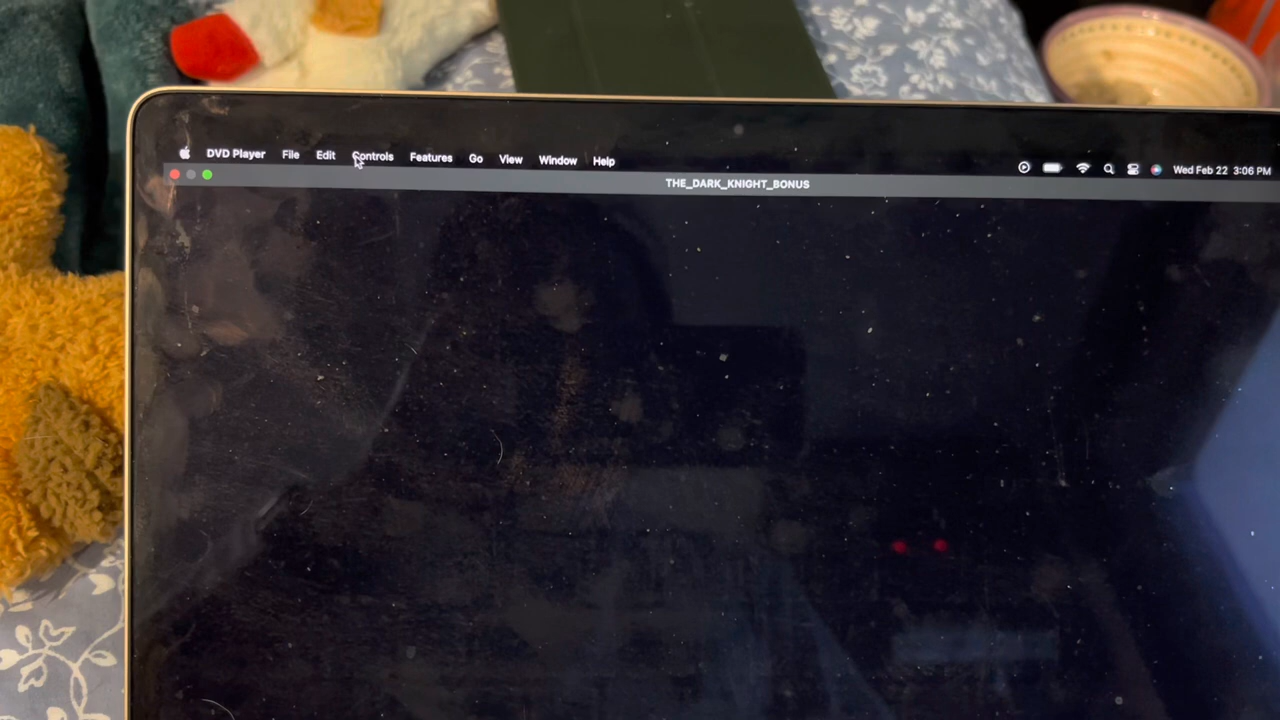 DVD Player File Edit Controls Features Go View Window Help Wed Feb 22 3:06 PM
THE_DARK_KNIGHT_BONUS